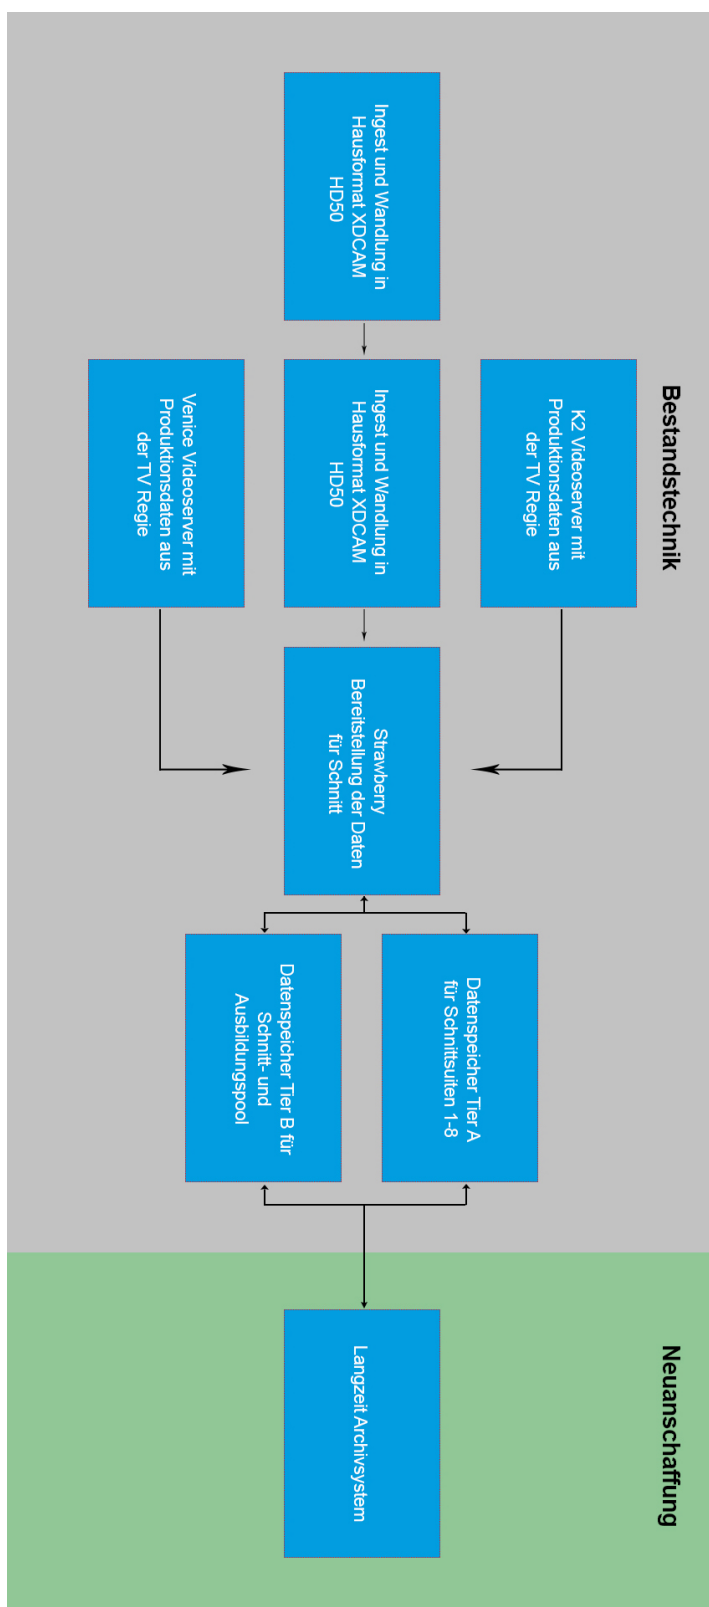 Bestandstechnik
Neuanschaffung
Ingest und Wandlung in
Hausformat XDCAM
HD50
K2 Videoserver mit
Produktionsdaten aus
der TV Regie
Ingest und Wandlung in
Hausformat XDCAM
HD50
Venice Videoserver mit
Produktionsdaten aus
der TV Regie
Strawberry
Bereitstellung der Daten
für Schnitt
Datenspeicher Tier A
für Schnittsuiten 1-8
Datenspeicher Tier B für
Schnitt- und
Ausbildungspool
Langzeit Archivsystem